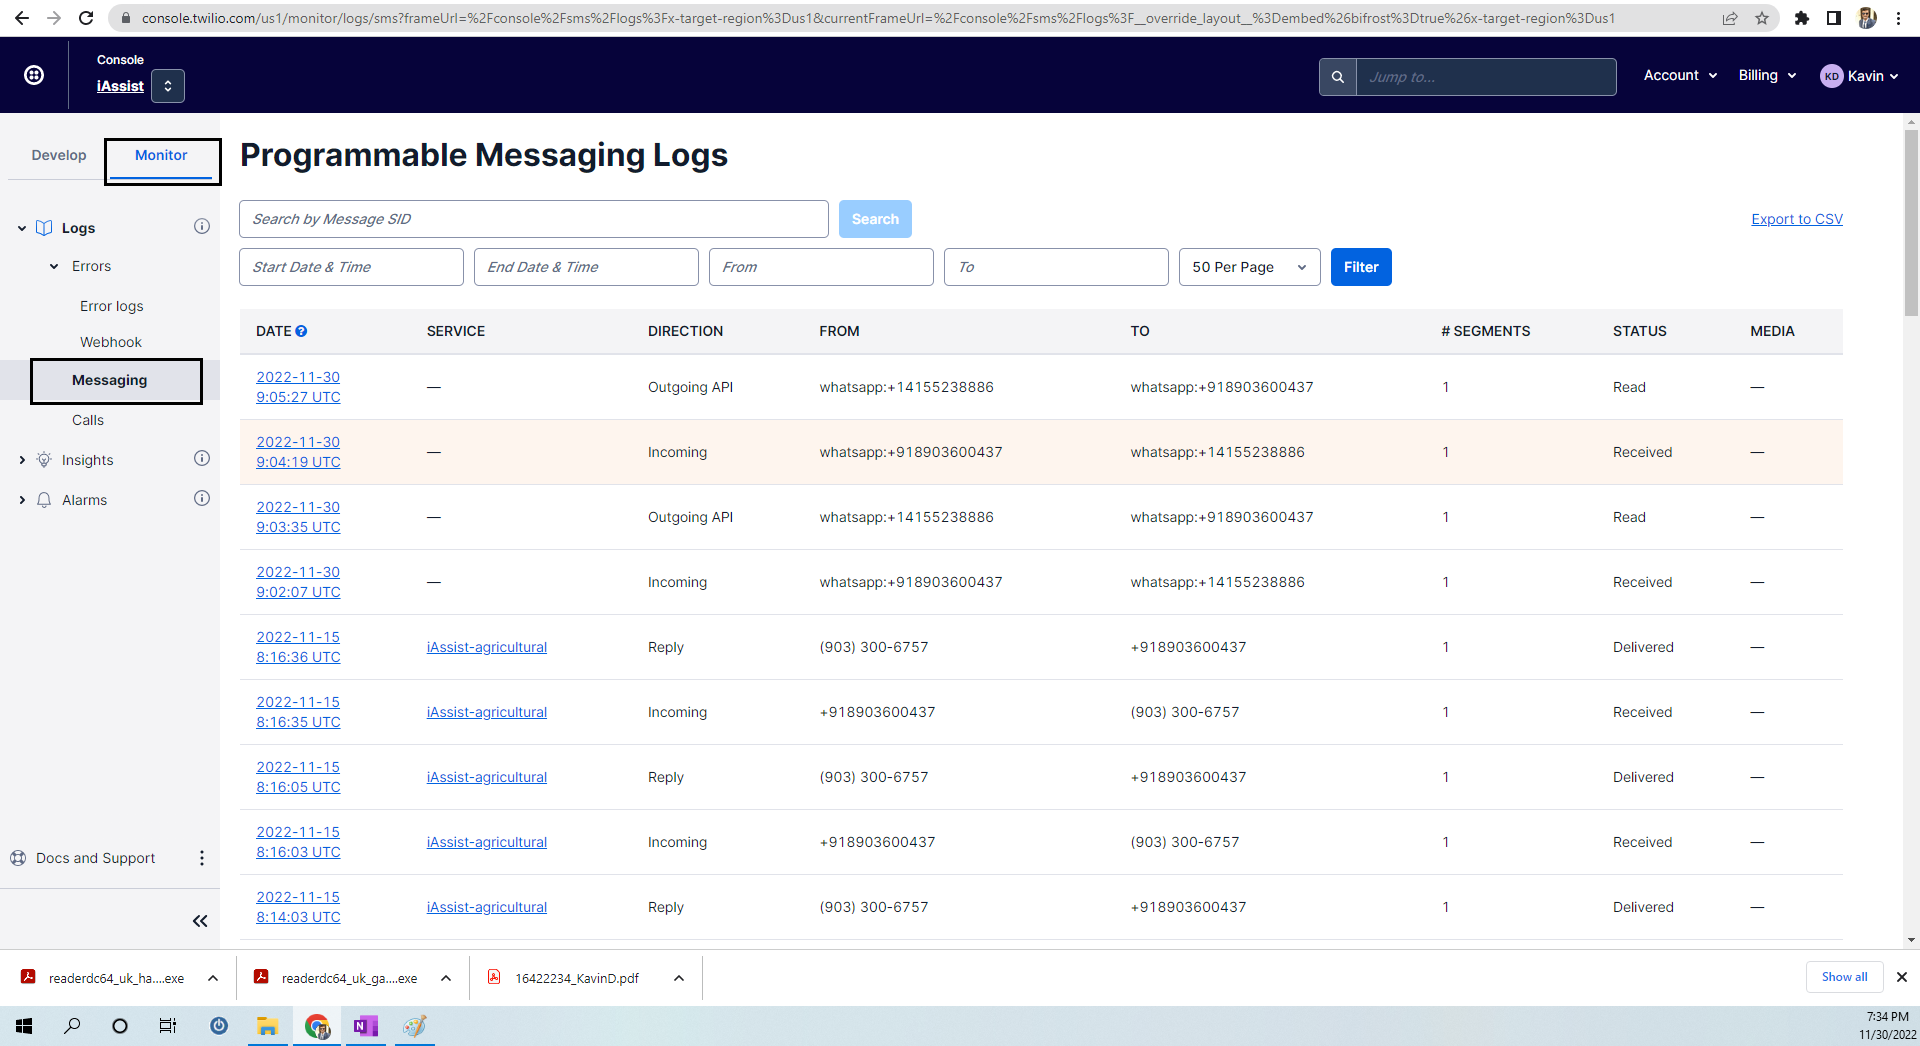 console.twilio.com/us1/monitor/logs/sms?frameUrl=%2Fconsole%2Fsms%2Flogs%3Fx-target-region%3Dus1&currentFrameUrl=%2Fconsole%2Fsms%2Flogs%3F__override_layout__%3Dembed%26bifrost%3Dtrue%26x-target-region%3Dus1
Console
iAssist
Jump to...
Account
Billing
KD Kavin
Develop
Monitor
Logs
Errors
Error logs
Webhook
Messaging
Calls
Insights
Alarms
Docs and Support
Programmable Messaging Logs
Search by Message SID
Search
Export to CSV
Start Date & Time
End Date & Time
From
To
50 Per Page
Filter
DATE SERVICE DIRECTION FROM TO # SEGMENTS STATUS MEDIA
2022-11-30
9:05:27 UTC — Outgoing API whatsapp:+14155238886 whatsapp:+918903600437 1 Read —
2022-11-30
9:04:19 UTC — Incoming whatsapp:+918903600437 whatsapp:+14155238886 1 Received —
2022-11-30
9:03:35 UTC — Outgoing API whatsapp:+14155238886 whatsapp:+918903600437 1 Read —
2022-11-30
9:02:07 UTC — Incoming whatsapp:+918903600437 whatsapp:+14155238886 1 Received —
2022-11-15
8:16:36 UTC iAssist-agricultural Reply (903) 300-6757 +918903600437 1 Delivered —
2022-11-15
8:16:35 UTC iAssist-agricultural Incoming +918903600437 (903) 300-6757 1 Received —
2022-11-15
8:16:05 UTC iAssist-agricultural Reply (903) 300-6757 +918903600437 1 Delivered —
2022-11-15
8:16:03 UTC iAssist-agricultural Incoming +918903600437 (903) 300-6757 1 Received —
2022-11-15
8:14:03 UTC iAssist-agricultural Reply (903) 300-6757 +918903600437 1 Delivered —
readerdc64_uk_ha....exe
readerdc64_uk_ga....exe
16422234_KavinD.pdf
Show all
7:34 PM
11/30/2022